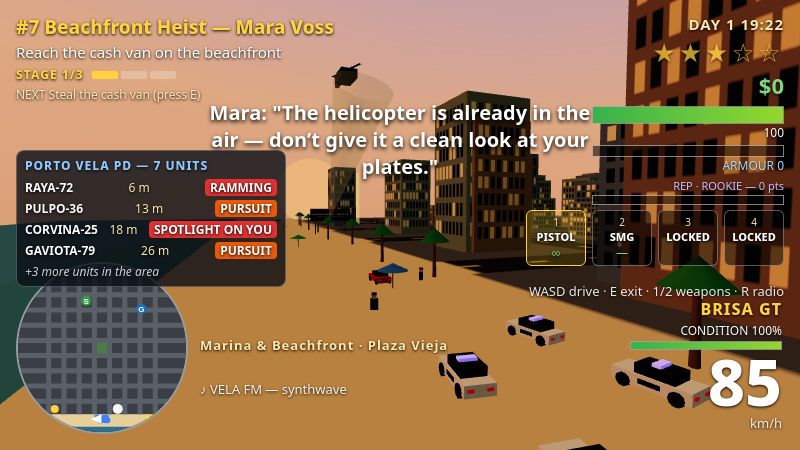 #7 Beachfront Heist — Mara Voss
Reach the cash van on the beachfront
STAGE 1/3
NEXT Steal the cash van (press E)
DAY 1 19:22
★★★☆☆☆
$0
100
ARMOUR 0
REP · ROOKIE — 0 pts
Mara: "The helicopter is already in the
air — don’t give it a clean look at your
plates."
PORTO VELA PD — 7 UNITS
RAYA-72 6 m RAMMING
PULPO-36 13 m PURSUIT
CORVINA-25 18 m SPOTLIGHT ON YOU
GAVIOTA-79 26 m PURSUIT
+3 more units in the area
1 PISTOL ∞
2 SMG —
3 LOCKED
4 LOCKED
WASD drive · E exit · 1/2 weapons · R radio
BRISA GT
CONDITION 100%
85
km/h
S
G
Marina & Beachfront · Plaza Vieja
♪ VELA FM — synthwave